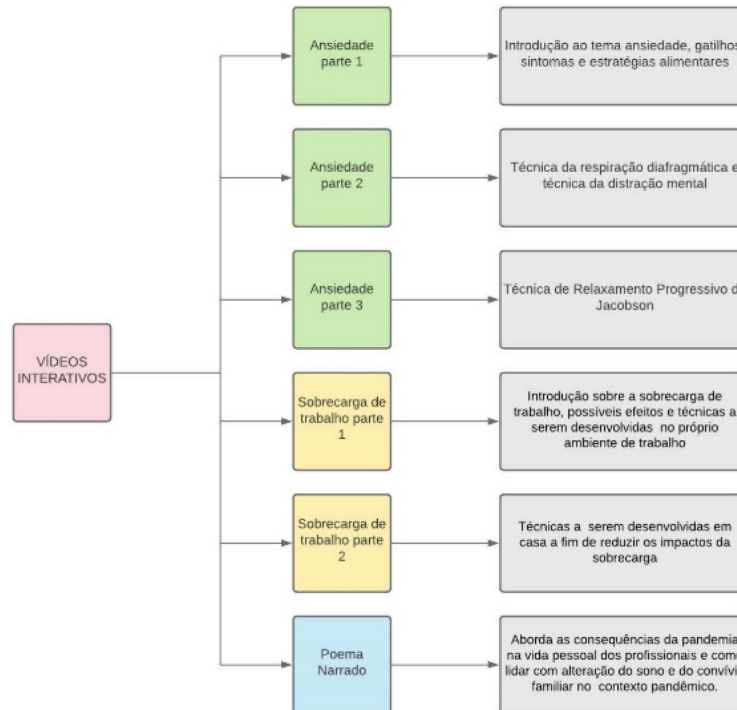 Ansiedade
parte 1
Introdução ao tema ansiedade, gatilhos
sintomas e estratégias alimentares
Ansiedade
parte 2
Técnica da respiração diafragmática e
técnica da distração mental
Ansiedade
parte 3
Técnica de Relaxamento Progressivo d
Jacobson
VÍDEOS
INTERATIVOS
Sobrecarga de
trabalho parte
1
Introdução sobre a sobrecarga de
trabalho, possíveis efeitos e técnicas a
serem desenvolvidas no próprio
ambiente de trabalho
Sobrecarga de
trabalho parte
2
Técnicas a serem desenvolvidas em
casa a fim de reduzir os impactos da
sobrecarga
Poema
Narrado
Aborda as consequências da pandemia
na vida pessoal dos profissionais e como
lidar com alteração do sono e do convívi
familiar no contexto pandêmico.